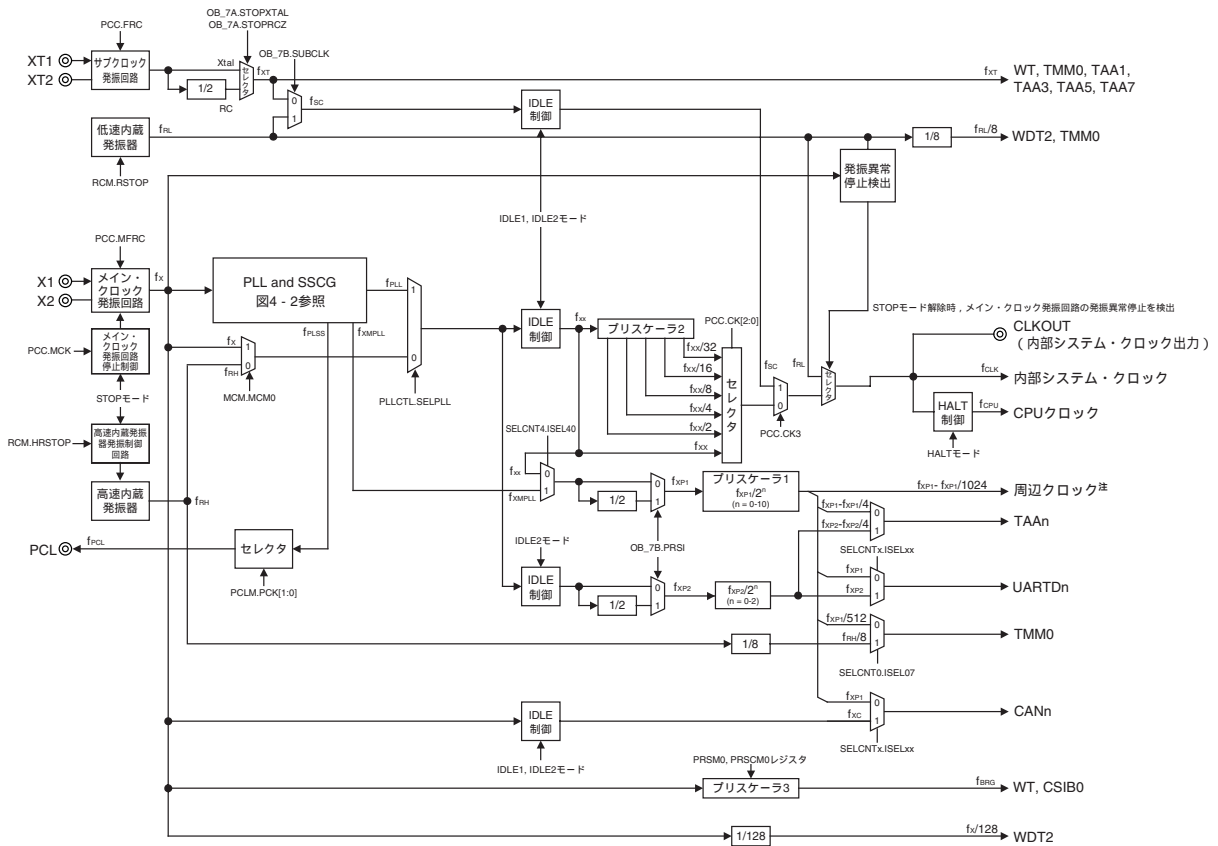 OB_7A.STOPXTAL
OB_7A.STOPRCZ
PCC.FRC
OB_7B.SUBCLK
XT1
XT2
サブクロック
発振回路
Xtal
1/2
RC
セレクタ
fXT
0
1
fSC
IDLE
制御
fXT
WT, TMM0, TAA1,
TAA3, TAA5, TAA7
低速内蔵
発振器
fRL
RCM.RSTOP
1/8
fRL/8
WDT2, TMM0
発振異常
停止検出
IDLE1, IDLE2モード
PCC.MFRC
X1
X2
メイン・
クロック
発振回路
fX
PLL and SSCG
図4-2参照
fPLL
1
0
fPLSS
fXMPLL
PCC.MCK
メイン・
クロック
発振回路
停止制御
fX
1
fRH
0
MCM.MCM0
PLLCTL.SELPLL
STOPモード
RCM.HRSTOP
高速内蔵発振
器発振制御
回路
高速内蔵
発振器
fRH
IDLE
制御
fxx
プリスケーラ2
PCC.CK[2:0]
fxx/32
fxx/16
fxx/8
fxx/4
fxx/2
fxx
セレクタ
fSC
1
0
PCC.CK3
fRL
セレクタ
STOPモード解除時，メイン・クロック発振回路の発振異常停止を検出
CLKOUT
(内部システム・クロック出力)
fCLK
内部システム・クロック
HALT
制御
fCPU
CPUクロック
HALTモード
SELCNT4.ISEL40
fxx
0
1
fXMPLL
1/2
0
1
fXP1
プリスケーラ1
fXP1/2n
(n = 0-10)
fXP1- fXP1/1024
周辺クロック注
PCL
fPCL
セレクタ
PCLM.PCK[1:0]
IDLE2モード
IDLE
制御
OB_7B.PRSI
1/2
0
1
fXP2
fXP2/2n
(n = 0-2)
fXP1-fXP1/4
0
fXP2-fXP2/4
1
TAAn
SELCNTx.ISELxx
fXP1
0
fXP2
1
UARTDn
1/8
fXP1/512
0
fRH/8
1
TMM0
SELCNT0.ISEL07
IDLE
制御
IDLE1, IDLE2モード
fXP1
0
fXC
1
CANn
SELCNTx.ISELxx
PRSM0, PRSCM0レジスタ
プリスケーラ3
fBRG
WT, CSIB0
1/128
fX/128
WDT2